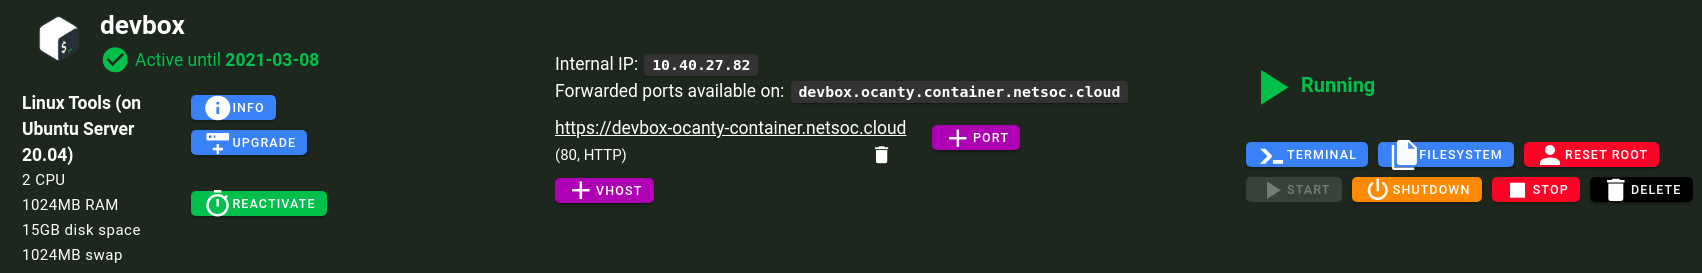 devbox
Active until 2021-03-08
Linux Tools (on
Ubuntu Server
20.04)
2 CPU
1024MB RAM
15GB disk space
1024MB swap
INFO
UPGRADE
REACTIVATE
Internal IP: 10.40.27.82
Forwarded ports available on: devbox.ocanty.container.netsoc.cloud
https://devbox-ocanty-container.netsoc.cloud
(80, HTTP)
PORT
VHOST
Running
TERMINAL FILESYSTEM RESET ROOT
START SHUTDOWN STOP DELETE